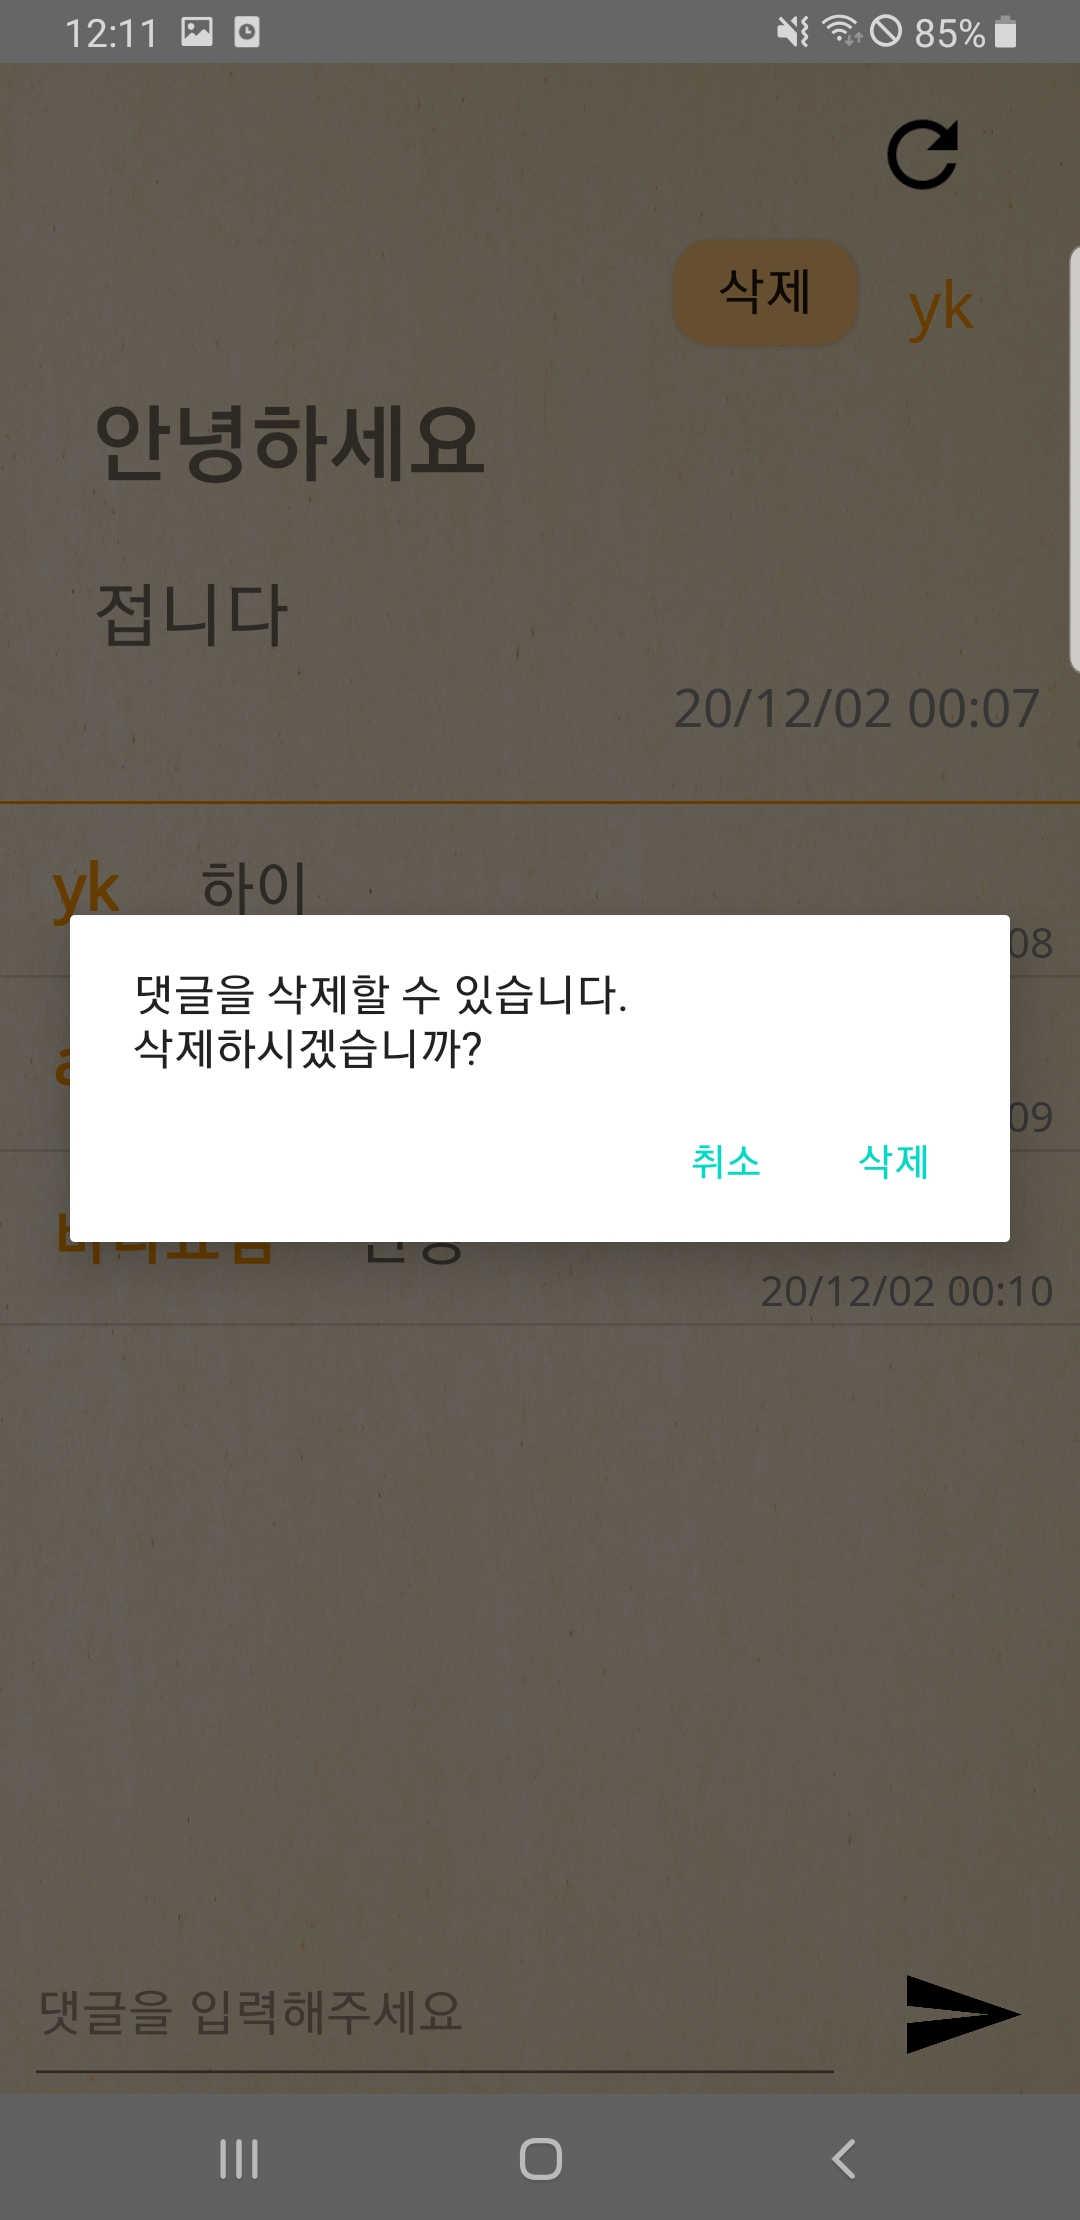 12:11 85%
삭제 yk
안녕하세요
접니다
20/12/02 00:07
yk 하이
08
댓글을 삭제할 수 있습니다.
삭제하시겠습니까?
09
취소 삭제
20/12/02 00:10
댓글을 입력해주세요